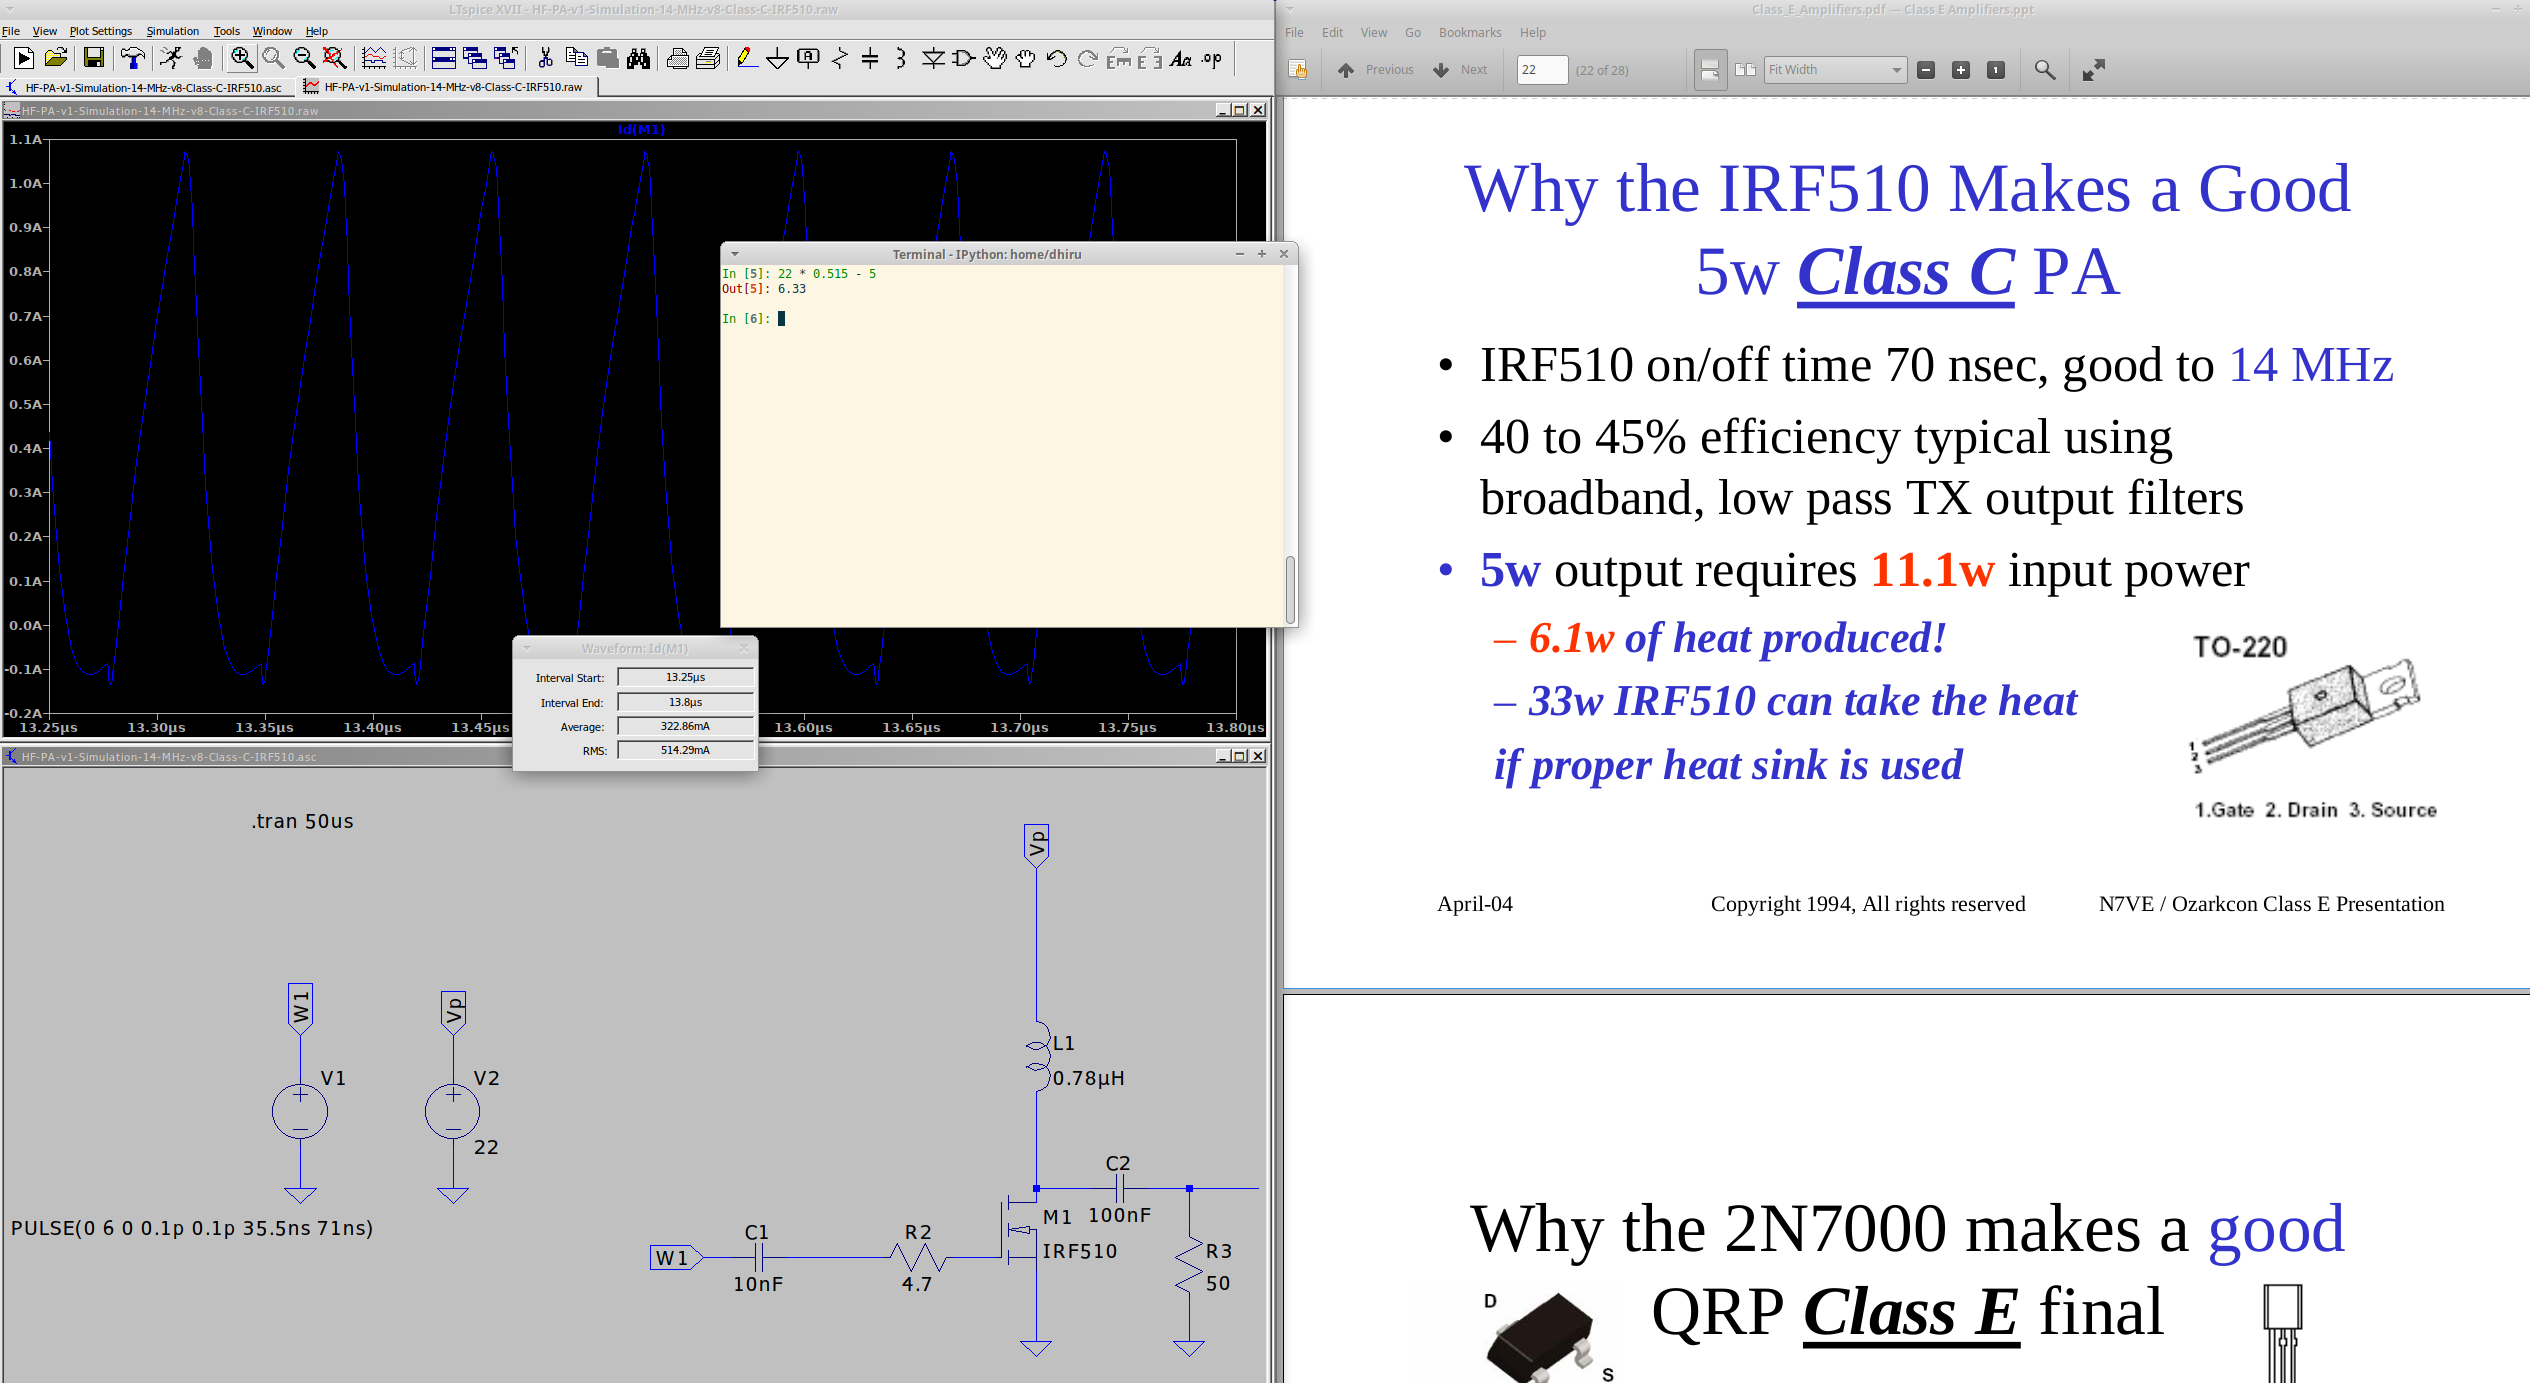 LTspice XVII - HF-PA-v1-Simulation-14-MHz-v8-Class-C-IRF510.raw
File View Plot Settings Simulation Tools Window Help
.op
HF-PA-v1-Simulation-14-MHz-v8-Class-C-IRF510.asc
HF-PA-v1-Simulation-14-MHz-v8-Class-C-IRF510.raw
HF-PA-v1-Simulation-14-MHz-v8-Class-C-IRF510.raw
Id(M1)
1.1A
1.0A
0.9A
0.8A
0.7A
0.6A
0.5A
0.4A
0.3A
0.2A
0.1A
0.0A
-0.1A
-0.2A
13.25µs 13.30µs 13.35µs 13.40µs 13.45µs 13.60µs 13.65µs 13.70µs 13.75µs 13.80µs
Terminal - IPython: home/dhiru
In [5]: 22 * 0.515 - 5
Out[5]: 6.33
In [6]:
Waveform: Id(M1)
Interval Start: 13.25µs
Interval End: 13.8µs
Average: 322.86mA
RMS: 514.29mA
HF-PA-v1-Simulation-14-MHz-v8-Class-C-IRF510.asc
.tran 50us
Vp
W1
Vp
V1
V2
22
PULSE(0 6 0 0.1p 0.1p 35.5ns 71ns)
L1
0.78µH
C2
100nF
M1
IRF510
W1
C1
10nF
R2
4.7
R3
50
Class_E_Amplifiers.pdf — Class E Amplifiers.ppt
File Edit View Go Bookmarks Help
Previous Next 22 (22 of 28) Fit Width
Why the IRF510 Makes a Good
5w Class C PA
• IRF510 on/off time 70 nsec, good to 14 MHz
• 40 to 45% efficiency typical using
broadband, low pass TX output filters
• 5w output requires 11.1w input power
– 6.1w of heat produced!
– 33w IRF510 can take the heat
if proper heat sink is used
TO-220
1
2
3
1.Gate 2. Drain 3. Source
April-04 Copyright 1994, All rights reserved N7VE / Ozarkcon Class E Presentation
Why the 2N7000 makes a good
QRP Class E final
D
S